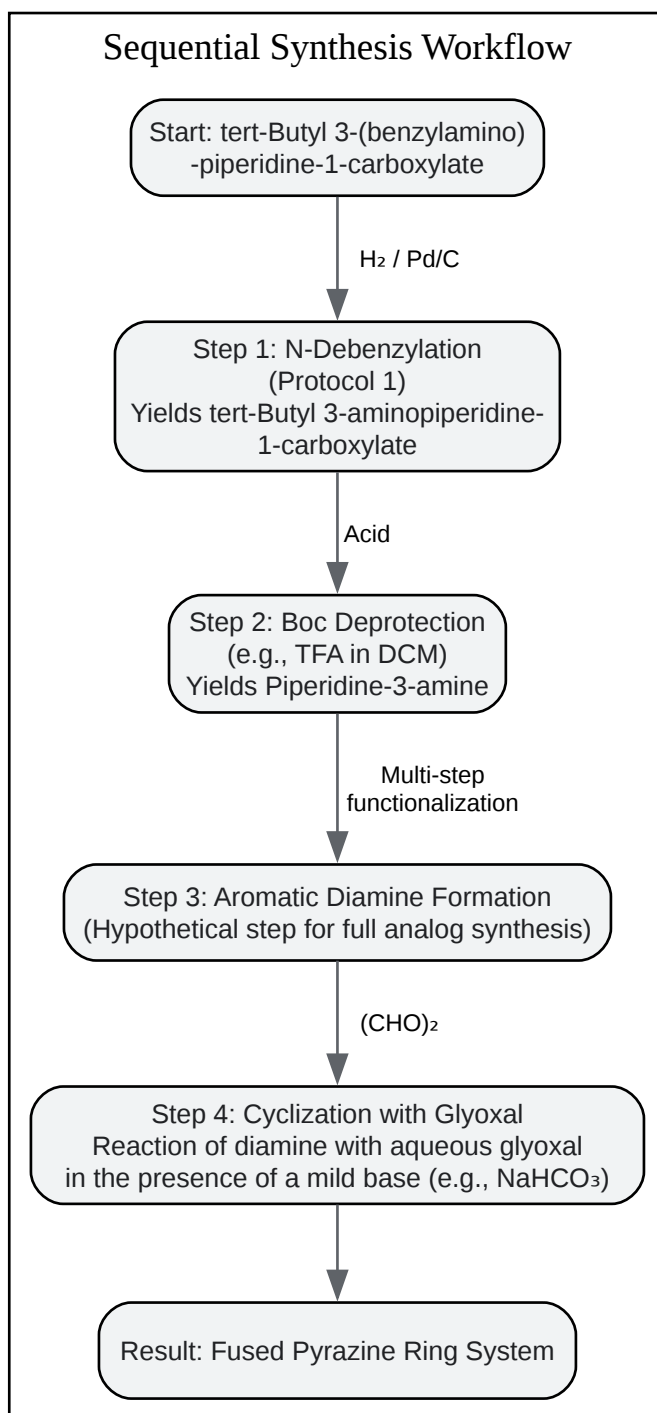 Sequential Synthesis Workflow
Start: tert-Butyl 3-(benzylamino)
-piperidine-1-carboxylate
H₂ / Pd/C
Step 1: N-Debenzylation
(Protocol 1)
Yields tert-Butyl 3-aminopiperidine-
1-carboxylate
Acid
Step 2: Boc Deprotection
(e.g., TFA in DCM)
Yields Piperidine-3-amine
Multi-step
functionalization
Step 3: Aromatic Diamine Formation
(Hypothetical step for full analog synthesis)
(CHO)₂
Step 4: Cyclization with Glyoxal
Reaction of diamine with aqueous glyoxal
in the presence of a mild base (e.g., NaHCO₃)
Result: Fused Pyrazine Ring System